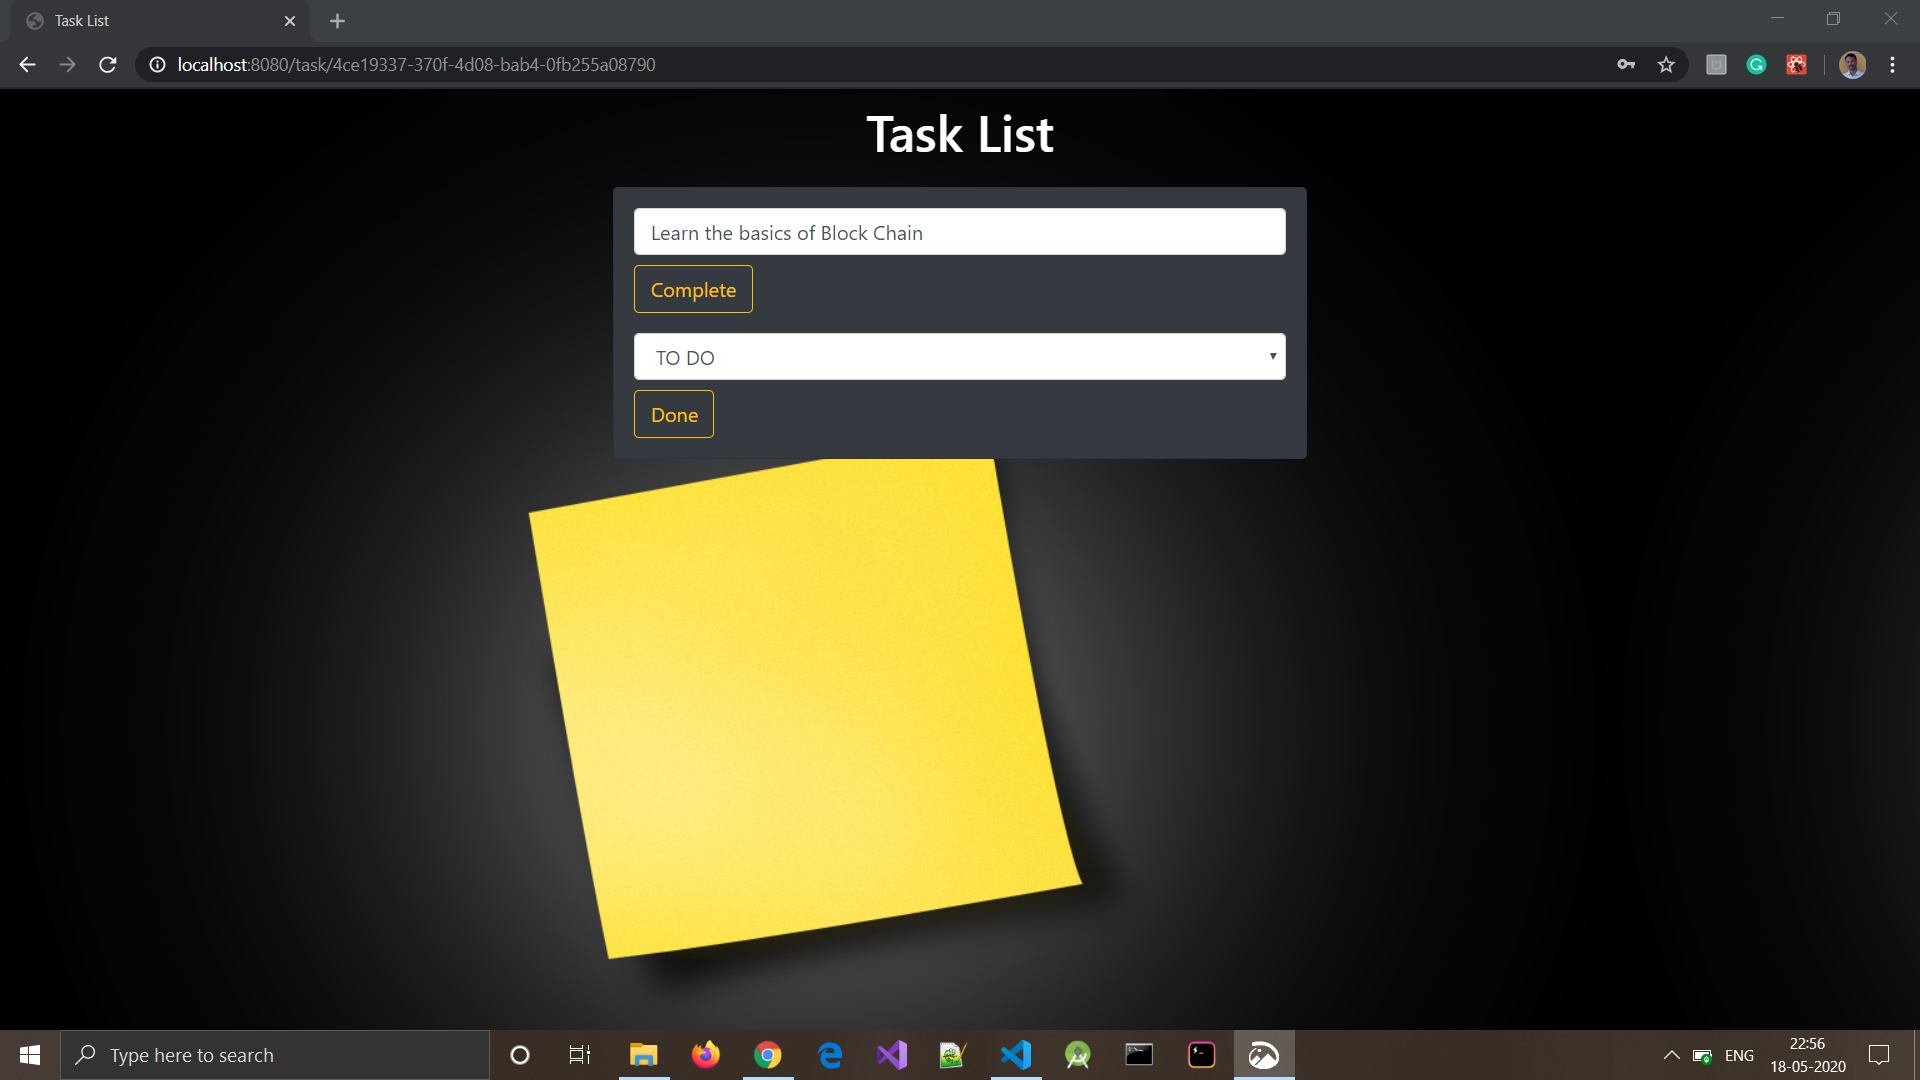 Task List
localhost:8080/task/4ce19337-370f-4d08-bab4-0fb255a08790
Task List
Learn the basics of Block Chain
Complete
TO DO
Done
Type here to search
ENG
22:56
18-05-2020